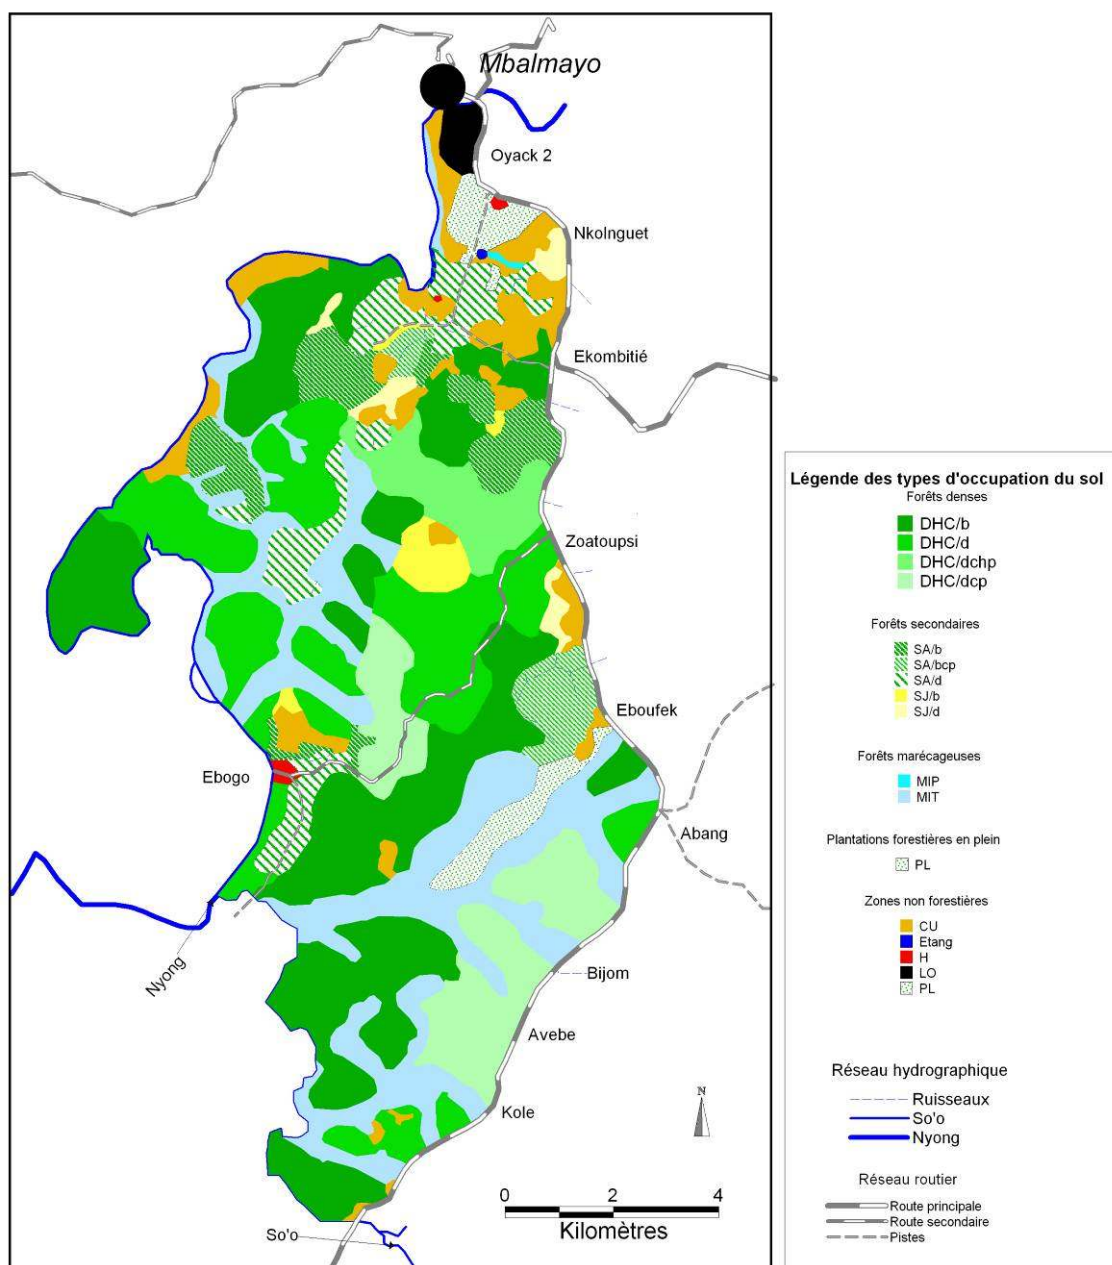 Mbalmayo
Oyack 2
Nkolnguet
Ekombitié
Zoatoupsi
Eboufek
Ebogo
Abang
Nyong
Bijom
Avebe
Kole
So'o
N
0 2 4
Kilomètres
Légende des types d'occupation du sol
Forêts denses
DHC/b
DHC/d
DHC/dchp
DHC/dcp
Forêts secondaires
SA/b
SA/bcp
SA/d
SJ/b
SJ/d
Forêts marécageuses
MIP
MIT
Plantations forestières en plein
PL
Zones non forestières
CU
Etang
H
LO
PL
Réseau hydrographique
Ruisseaux
So'o
Nyong
Réseau routier
Route principale
Route secondaire
Pistes